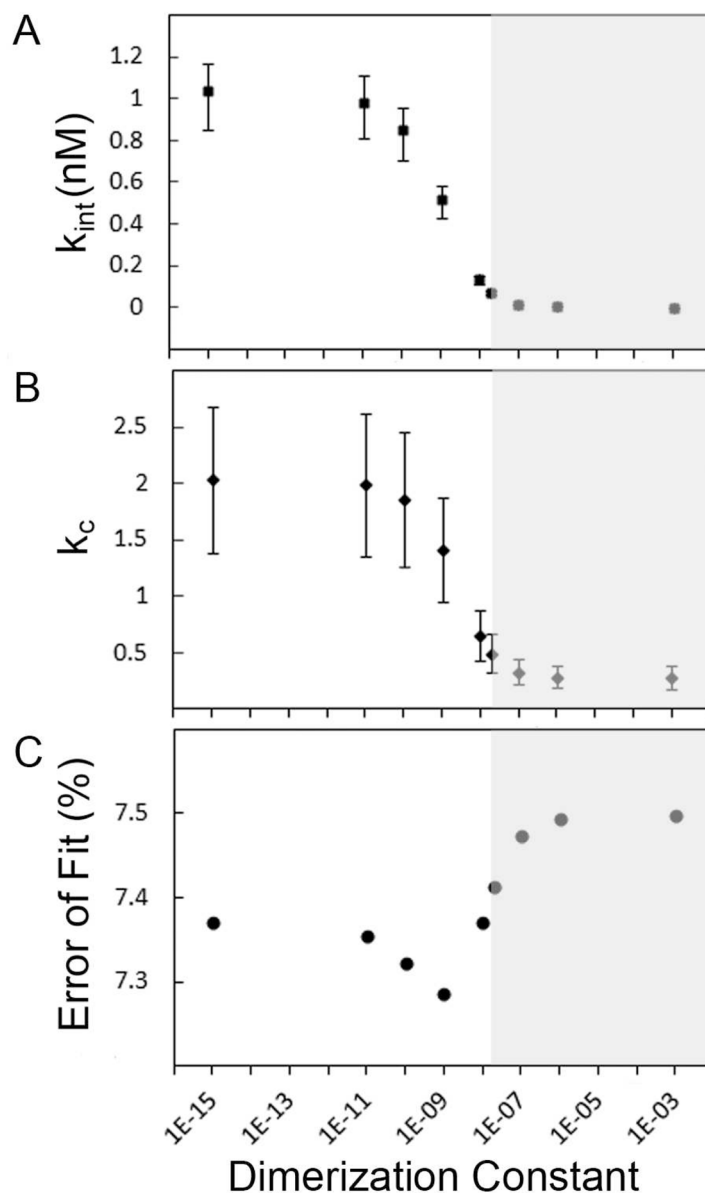 A
k_int (nM)
1.2
1
0.8
0.6
0.4
0.2
0
B
k_c
2.5
2
1.5
1
0.5
C
Error of Fit (%)
7.5
7.4
7.3
1E-15
1E-13
1E-11
1E-09
1E-07
1E-05
1E-03
Dimerization Constant